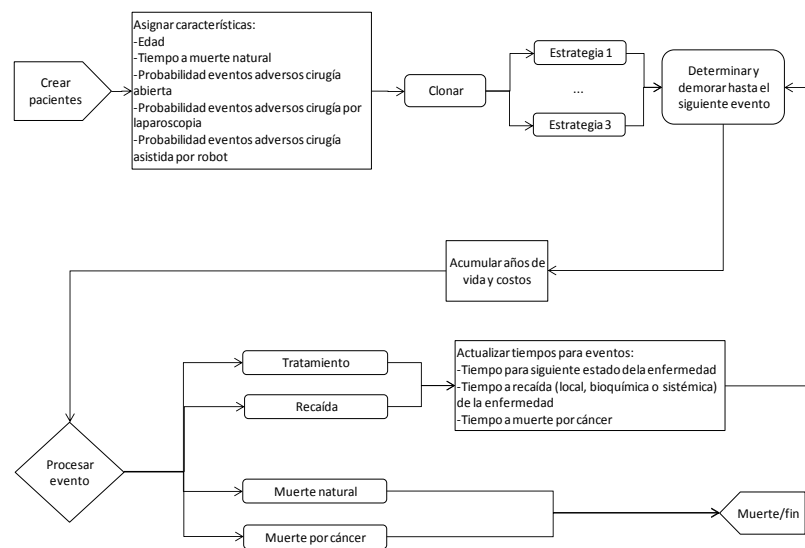 Crear
pacientes
Asignar características:
-Edad
-Tiempo a muerte natural
-Probabilidad eventos adversos cirugía
abierta
-Probabilidad eventos adversos cirugía por
laparoscopia
-Probabilidad eventos adversos cirugía
asistida por robot
Clonar
Estrategia 1
...
Estrategia 3
Determinar y
demorar hasta el
siguiente evento
Acumular años de
vida y costos
Procesar
evento
Tratamiento
Recaída
Muerte natural
Muerte por cáncer
Actualizar tiempos para eventos:
-Tiempo para siguiente estado dela enfermedad
-Tiempo a recaída (local, bioquímica o sistémica)
de la enfermedad
-Tiempo a muerte por cáncer
Muerte/fin